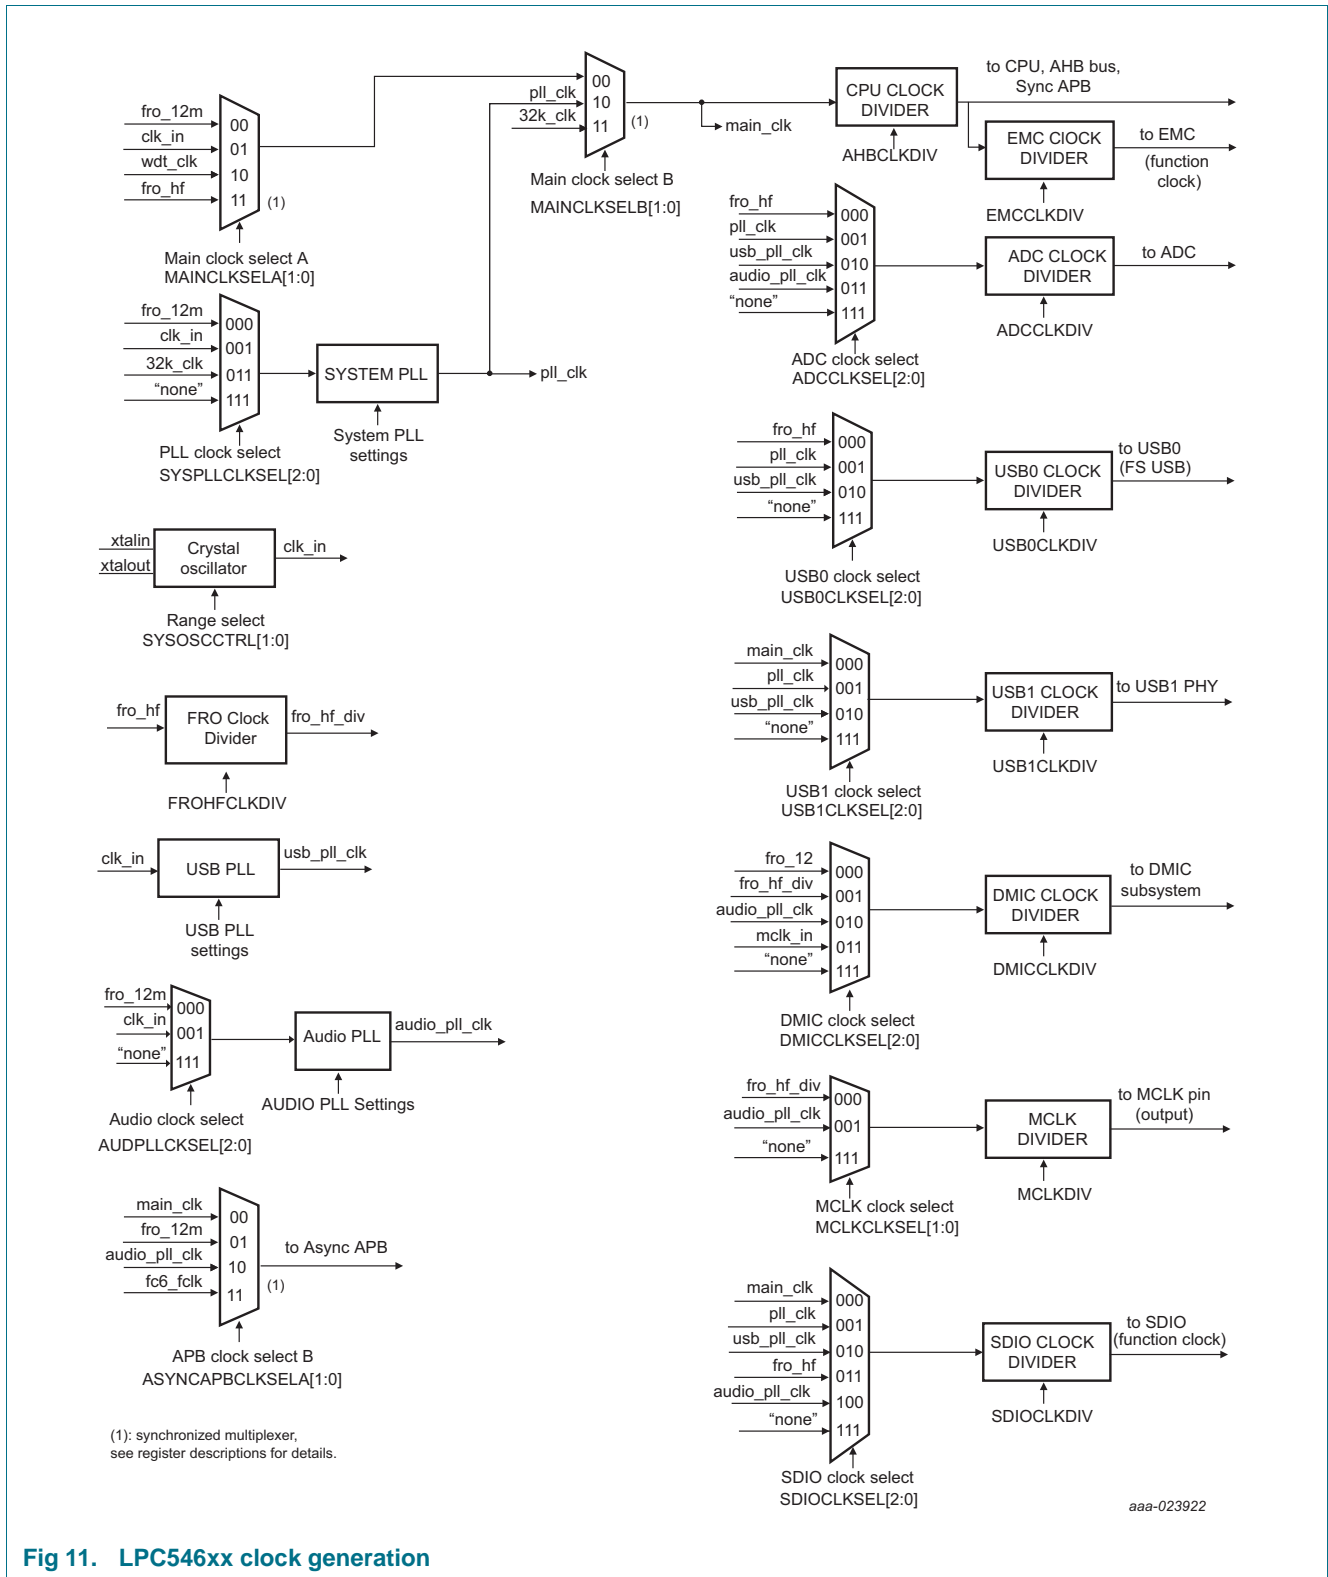 fro_12m
clk_in
wdt_clk
fro_hf
00
01
10
11
(1)
Main clock select A
MAINCLKSELA[1:0]
pll_clk
32k_clk
00
10
11
(1)
Main clock select B
MAINCLKSELB[1:0]
main_clk
CPU CLOCK
DIVIDER
AHBCLKDIV
to CPU, AHB bus,
Sync APB
EMC ClOCK
DIVIDER
EMCCLKDIV
to EMC
(function
clock)
fro_12m
clk_in
32k_clk
“none”
000
001
011
111
PLL clock select
SYSPLLCLKSEL[2:0]
SYSTEM PLL
System PLL
settings
pll_clk
fro_hf
pll_clk
usb_pll_clk
audio_pll_clk
“none”
000
001
010
011
111
ADC clock select
ADCCLKSEL[2:0]
ADC CLOCK
DIVIDER
ADCCLKDIV
to ADC
fro_hf
pll_clk
usb_pll_clk
“none”
000
001
010
111
USB0 clock select
USB0CLKSEL[2:0]
USB0 CLOCK
DIVIDER
USB0CLKDIV
to USB0
(FS USB)
xtalin
xtalout
Crystal
oscillator
clk_in
Range select
SYSOSCCTRL[1:0]
main_clk
pll_clk
usb_pll_clk
“none”
000
001
010
111
USB1 clock select
USB1CLKSEL[2:0]
USB1 CLOCK
DIVIDER
USB1CLKDIV
to USB1 PHY
fro_hf
FRO Clock
Divider
fro_hf_div
FROHFCLKDIV
clk_in
USB PLL
usb_pll_clk
USB PLL
settings
fro_12
fro_hf_div
audio_pll_clk
mclk_in
“none”
000
001
010
011
111
DMIC clock select
DMICCLKSEL[2:0]
DMIC CLOCK
DIVIDER
DMICCLKDIV
to DMIC
subsystem
fro_12m
clk_in
“none”
000
001
111
Audio clock select
AUDPLLCKSEL[2:0]
Audio PLL
AUDIO PLL Settings
audio_pll_clk
fro_hf_div
audio_pll_clk
“none”
000
001
111
MCLK clock select
MCLKCLKSEL[1:0]
MCLK
DIVIDER
MCLKDIV
to MCLK pin
(output)
main_clk
fro_12m
audio_pll_clk
fc6_fclk
00
01
10
11
(1)
to Async APB
APB clock select B
ASYNCAPBCLKSELA[1:0]
main_clk
pll_clk
usb_pll_clk
fro_hf
audio_pll_clk
“none”
000
001
010
011
100
111
SDIO clock select
SDIOCLKSEL[2:0]
SDIO CLOCK
DIVIDER
SDIOCLKDIV
to SDIO
(function clock)
(1): synchronized multiplexer,
see register descriptions for details.
aaa-023922
Fig 11. LPC546xx clock generation